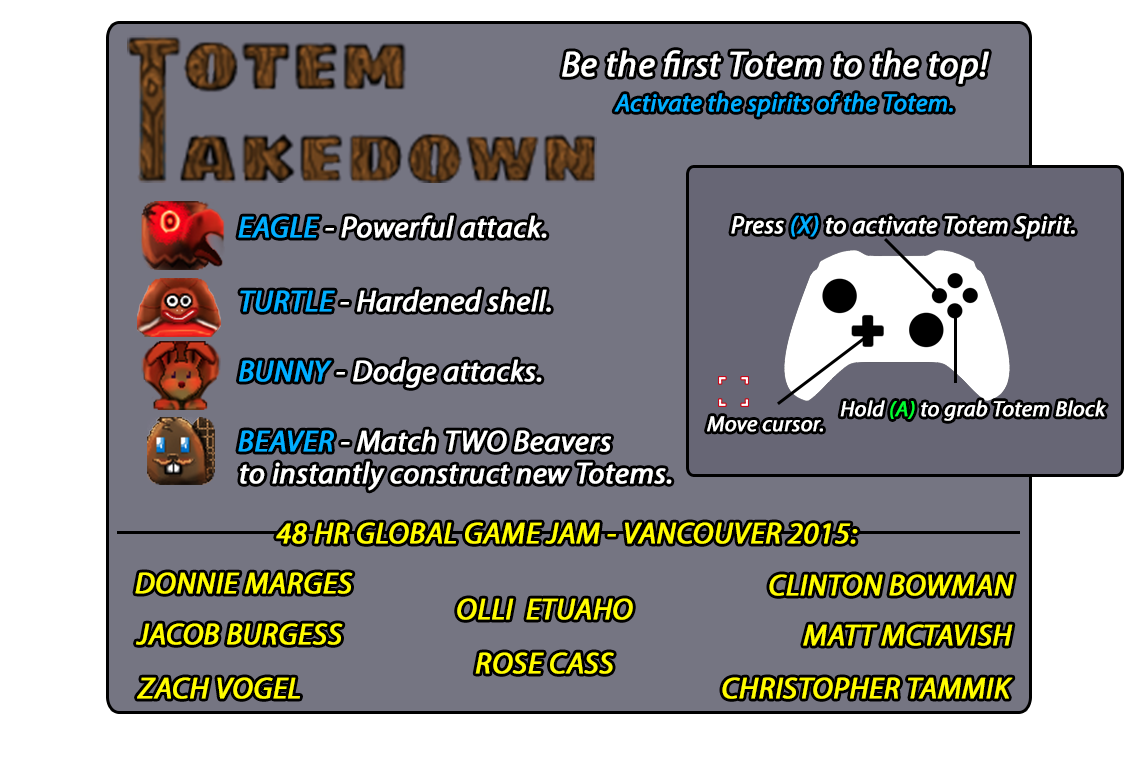 TOTEM
TAKEDOWN
Be the first Totem to the top!
Activate the spirits of the Totem.
EAGLE - Powerful attack.
TURTLE - Hardened shell.
BUNNY - Dodge attacks.
BEAVER - Match TWO Beavers
to instantly construct new Totems.
Press (X) to activate Totem Spirit.
Move cursor.
Hold (A) to grab Totem Block
48 HR GLOBAL GAME JAM - VANCOUVER 2015:
DONNIE MARGES
JACOB BURGESS
ZACH VOGEL
OLLI ETUAHO
ROSE CASS
CLINTON BOWMAN
MATT MCTAVISH
CHRISTOPHER TAMMIK